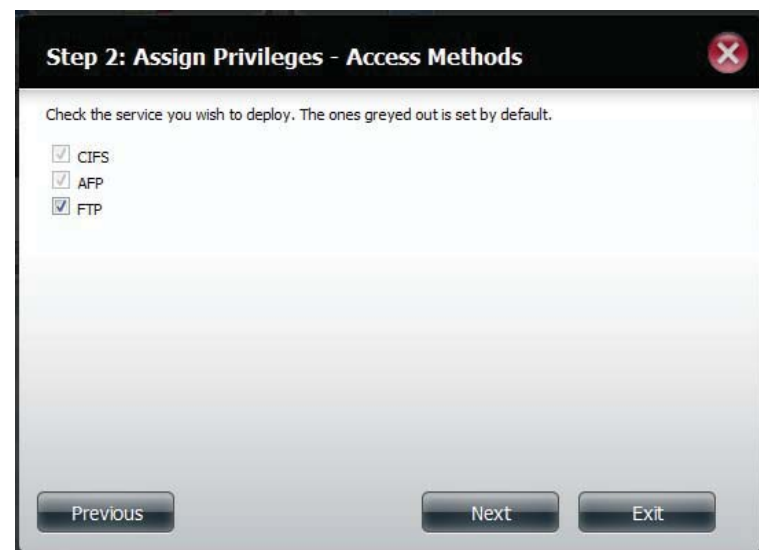 Step 2: Assign Privileges - Access Methods
Check the service you wish to deploy. The ones greyed out is set by default.
CIFS
AFP
FTP
Previous
Next
Exit